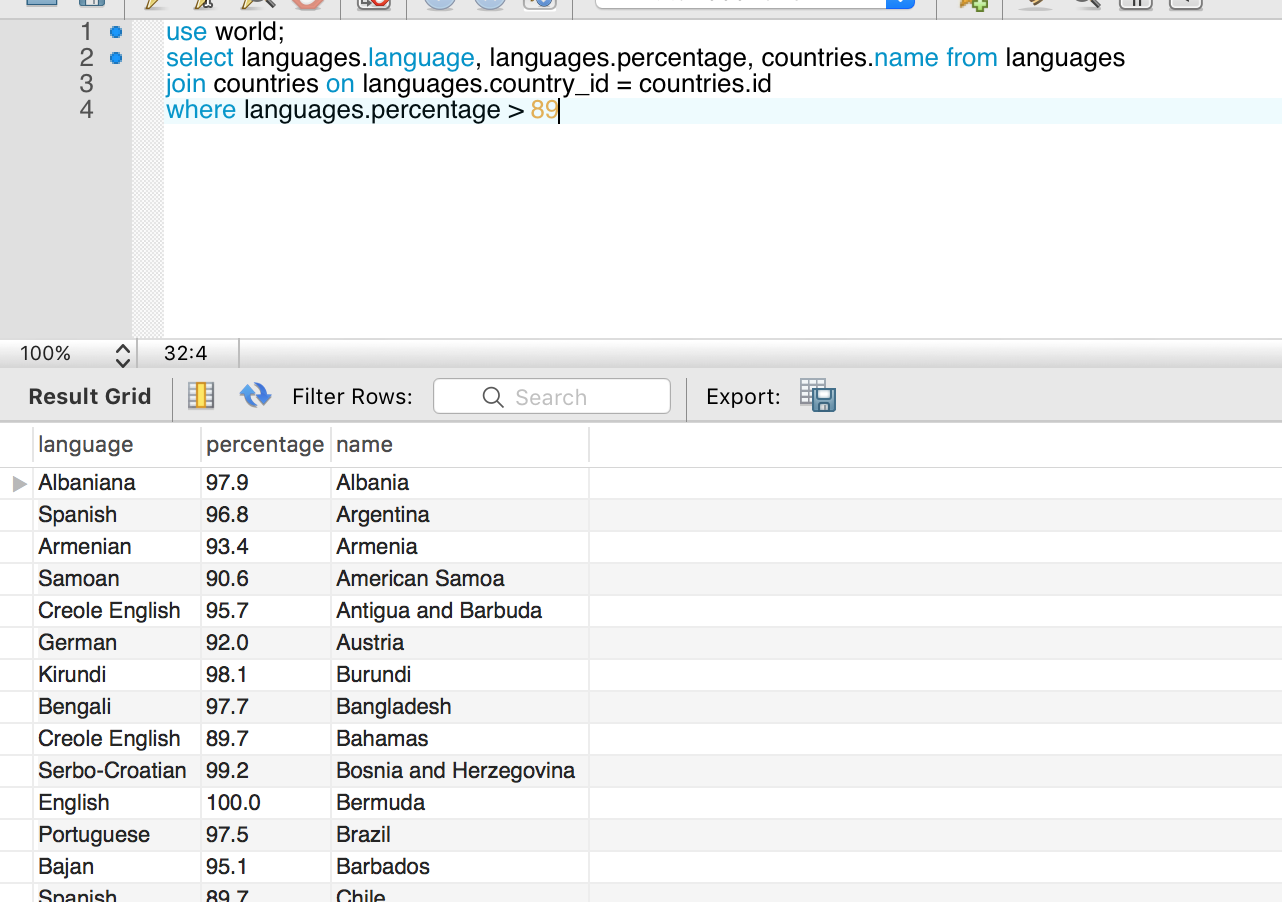 1 use world;
2 select languages.language, languages.percentage, countries.name from languages
3 join countries on languages.country_id = countries.id
4 where languages.percentage > 89
100% 32:4
Result Grid Filter Rows: Search Export:
language percentage name
Albaniana 97.9 Albania
Spanish 96.8 Argentina
Armenian 93.4 Armenia
Samoan 90.6 American Samoa
Creole English 95.7 Antigua and Barbuda
German 92.0 Austria
Kirundi 98.1 Burundi
Bengali 97.7 Bangladesh
Creole English 89.7 Bahamas
Serbo-Croatian 99.2 Bosnia and Herzegovina
English 100.0 Bermuda
Portuguese 97.5 Brazil
Bajan 95.1 Barbados
Spanish 89.7 Chile